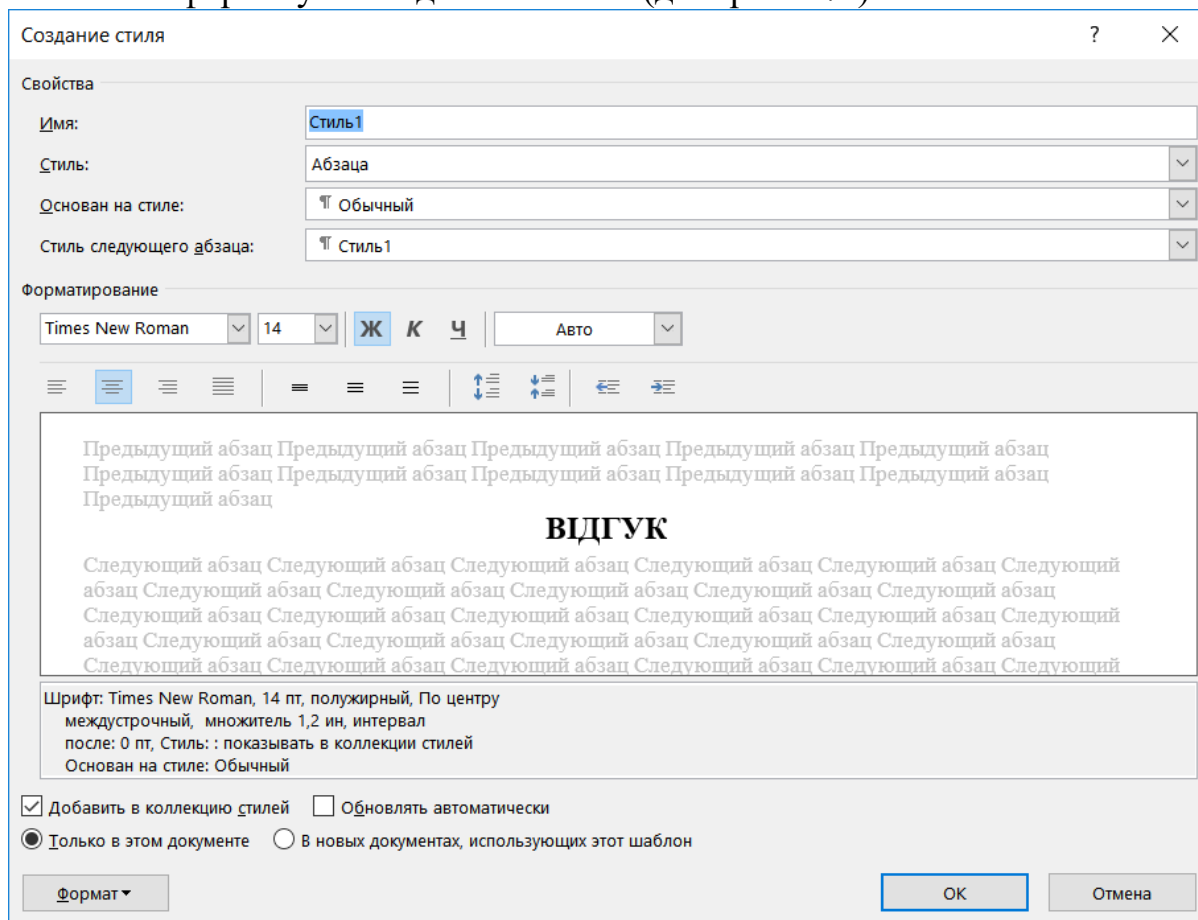 Создание стиля ?
Свойства
Имя: Стиль1
Стиль: Абзаца
Основан на стиле: ¶ Обычный
Стиль следующего абзаца: ¶ Стиль1
Форматирование
Times New Roman 14 Ж К Ч Авто
Предыдущий абзац Предыдущий абзац Предыдущий абзац Предыдущий абзац Предыдущий абзац
Предыдущий абзац Предыдущий абзац Предыдущий абзац Предыдущий абзац Предыдущий абзац
Предыдущий абзац
ВІДГУК
Следующий абзац Следующий абзац Следующий абзац Следующий абзац Следующий абзац Следующий
абзац Следующий абзац Следующий абзац Следующий абзац Следующий абзац Следующий абзац
Следующий абзац Следующий абзац Следующий абзац Следующий абзац Следующий абзац Следующий
абзац Следующий абзац Следующий абзац Следующий абзац Следующий абзац Следующий абзац
Следующий абзац Следующий абзац Следующий абзац Следующий абзац Следующий абзац Следующий
Шрифт: Times New Roman, 14 пт, полужирный, По центру
междустрочный, множитель 1,2 ин, интервал
после: 0 пт, Стиль: : показывать в коллекции стилей
Основан на стиле: Обычный
Добавить в коллекцию стилей Обновлять автоматически
Только в этом документе В новых документах, использующих этот шаблон
Формат ОК Отмена